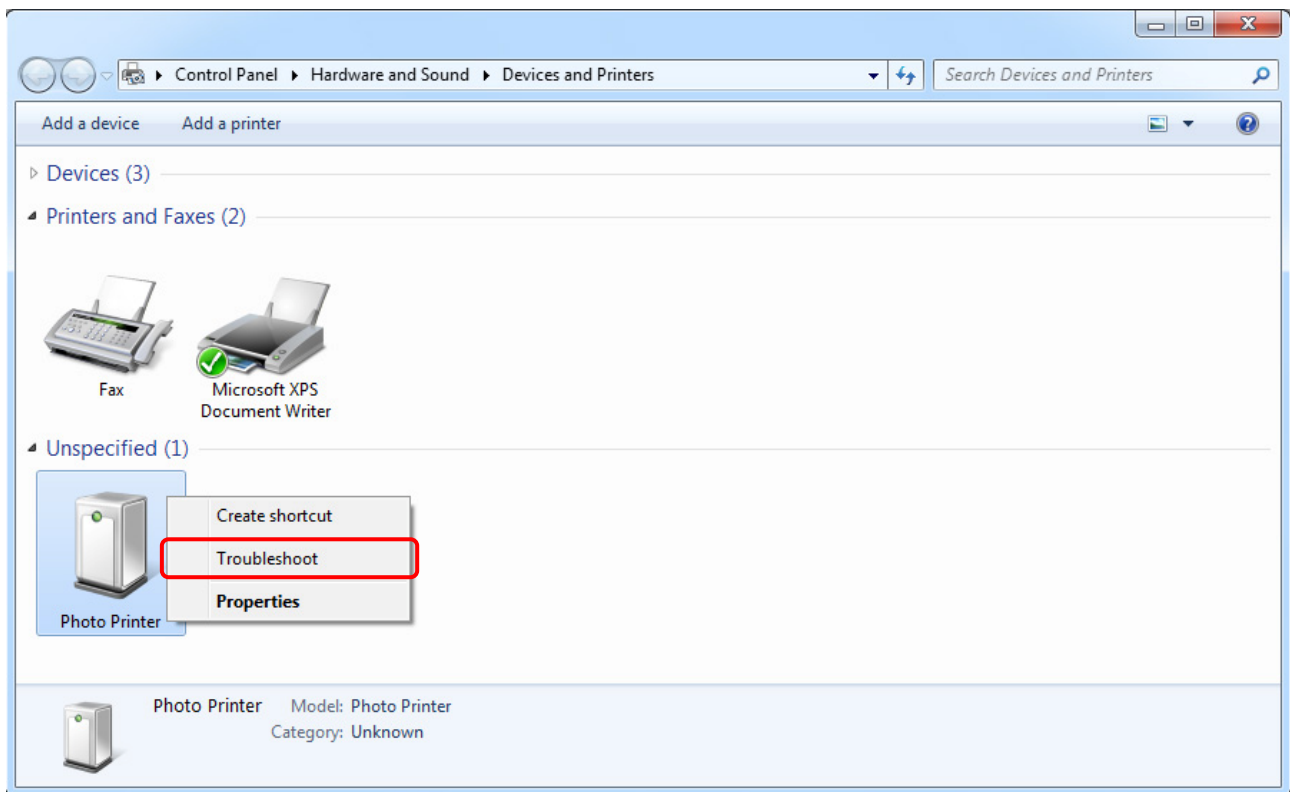 Control Panel Hardware and Sound Devices and Printers Search Devices and Printers
Add a device Add a printer
Devices (3)
Printers and Faxes (2)
Fax
Microsoft XPS
Document Writer
Unspecified (1)
Create shortcut
Troubleshoot
Properties
Photo Printer
Photo Printer Model: Photo Printer
Category: Unknown